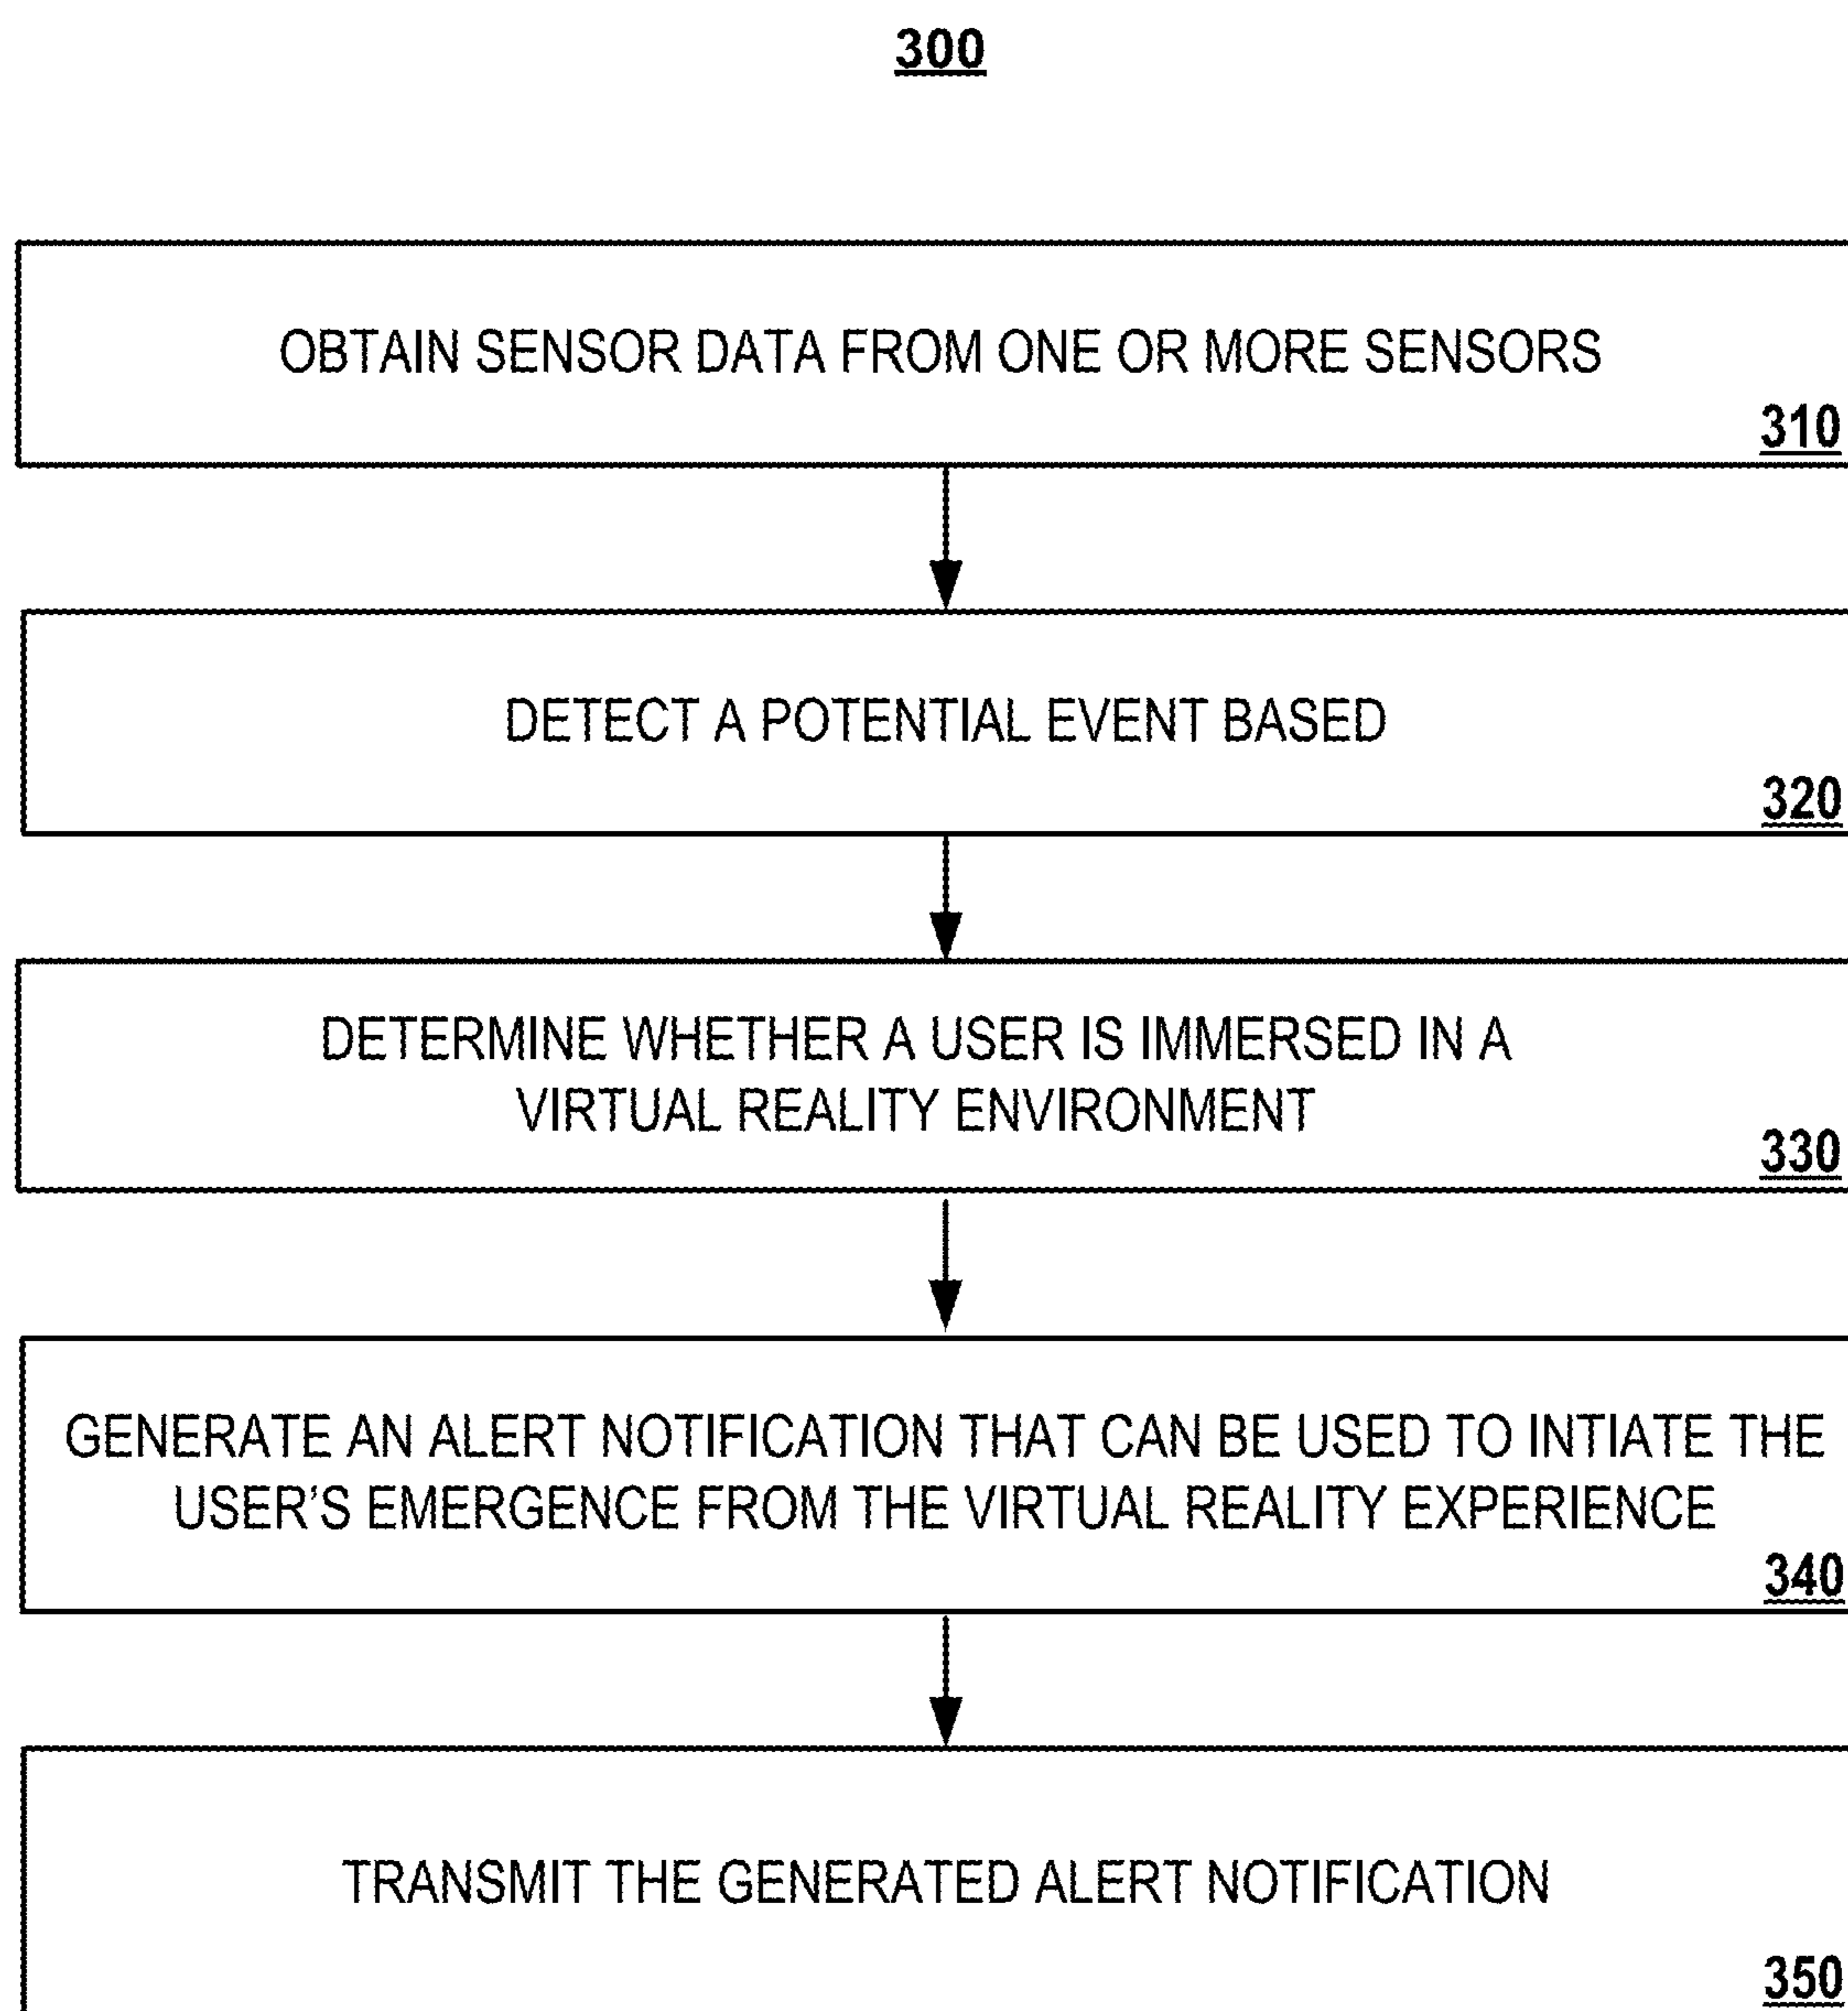 300
OBTAIN SENSOR DATA FROM ONE OR MORE SENSORS
310
DETECT A POTENTIAL EVENT BASED
320
DETERMINE WHETHER A USER IS IMMERSED IN A
VIRTUAL REALITY ENVIRONMENT
330
GENERATE AN ALERT NOTIFICATION THAT CAN BE USED TO INTIATE THE
USER'S EMERGENCE FROM THE VIRTUAL REALITY EXPERIENCE
340
TRANSMIT THE GENERATED ALERT NOTIFICATION
350